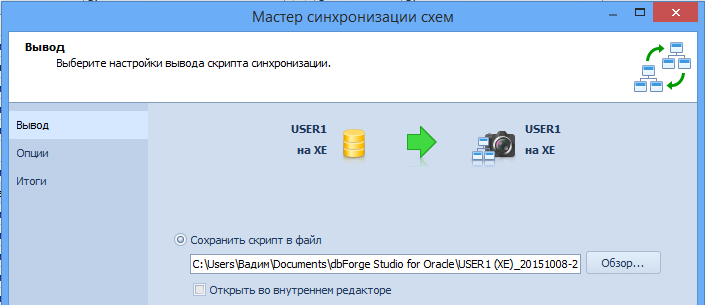 Мастер синхронизации схем
Вывод
Выберите настройки вывода скрипта синхронизации.
Вывод
Опции
Итоги
USER1
на XE
USER1
на XE
Сохранить скрипт в файл
C:\Users\Вадим\Documents\dbForge Studio for Oracle\USER1 (XE)_20151008-2
Обзор...
Открыть во внутреннем редакторе